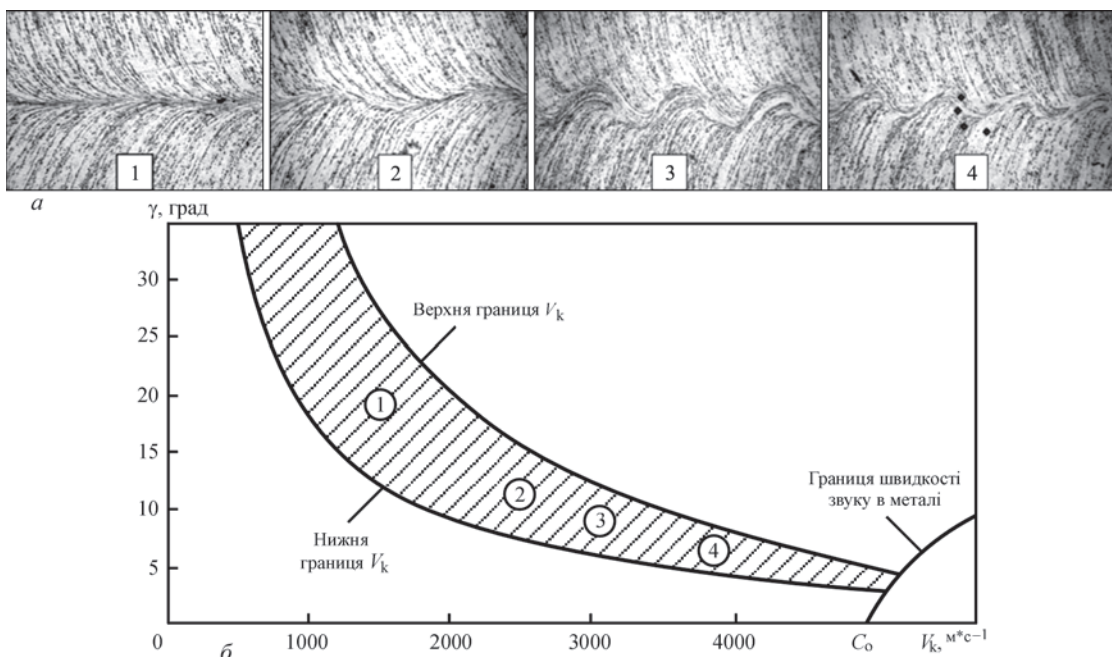 1 2 3 4
а
γ, град
30
Верхня границя Vk
20
1
15
Границя швидкості
звуку в металі
10
2 3 4
Нижня
границя Vk
5
0 1000 2000 3000 4000 Co Vk, м*с–1
б